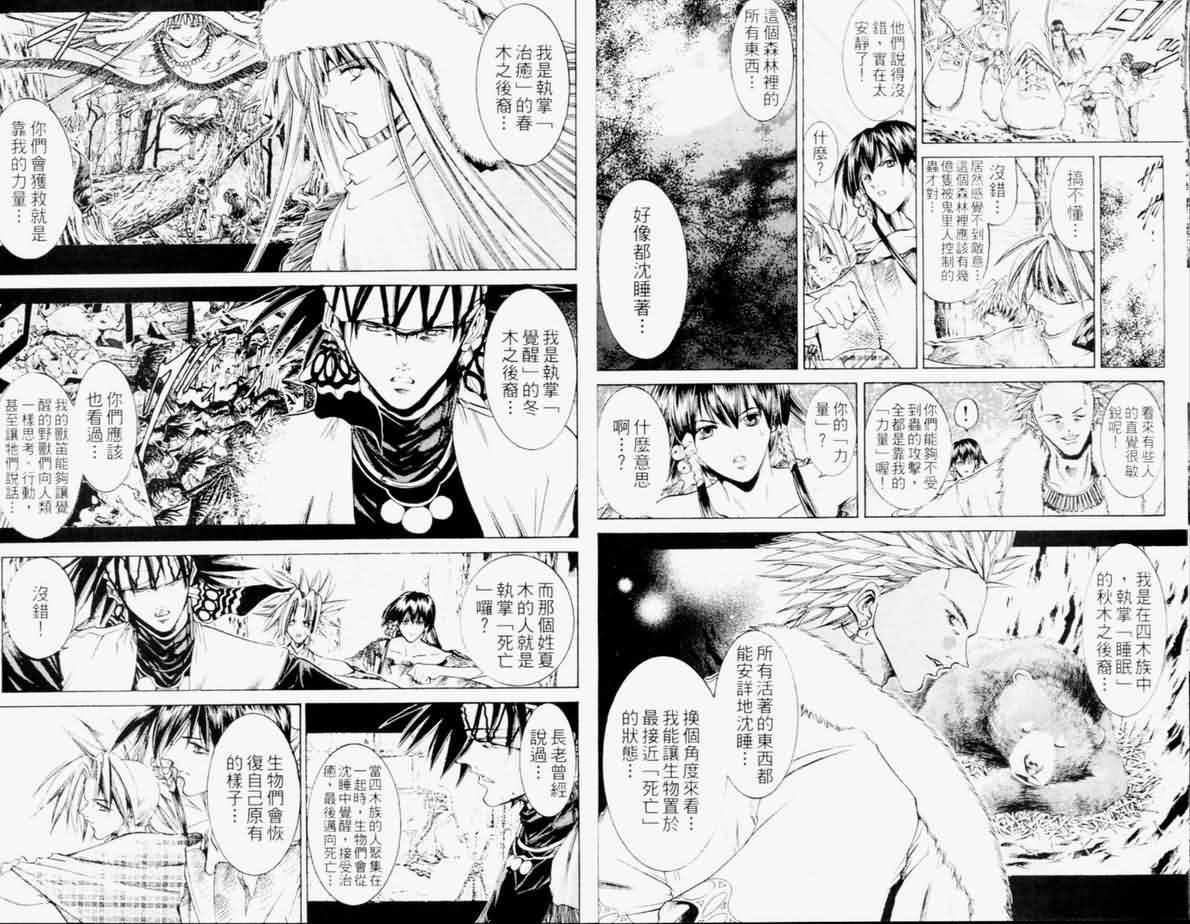 搞不懂…
沒錯…
居然感覺不到敵意…
這個森林裡應該有幾
億隻被鬼里人控制的
蟲才對…
他們說得沒
錯，實在太
安靜了！
什麼？
這個森林裡的
所有東西…
好像都沈睡著…
看來有些人
的直覺很敏
銳呢！
！
你們能夠不受
到蟲的攻擊，
全都是靠我的
「力量」喔！
你的「力
量」？
什麼意思
啊…？
我是在四木族中
，執掌「睡眠」
的秋木之後裔…
所有活著的東西都
能安詳地沈睡…
換個角度來看…
我能讓生物置於
最接近「死亡」
的狀態…
我是執掌「
治癒」的春
木之後裔…
你們會獲救就是
靠我的力量…
我是執掌「
覺醒」的冬
木之後裔…
你們應該
也看過…
我的獸笛能夠讓覺
醒的野獸們向人類
一樣思考、行動，
甚至讓牠們說話…
而那個姓夏
木的人就是
執掌「死亡
」囉？
沒錯！
長老曾經
說過…
當四木族的人聚集在
一起時，生物們會從
沈睡中覺醒，接受治
癒，最後邁向死亡…
生物們會恢
復自己原有
的樣子…